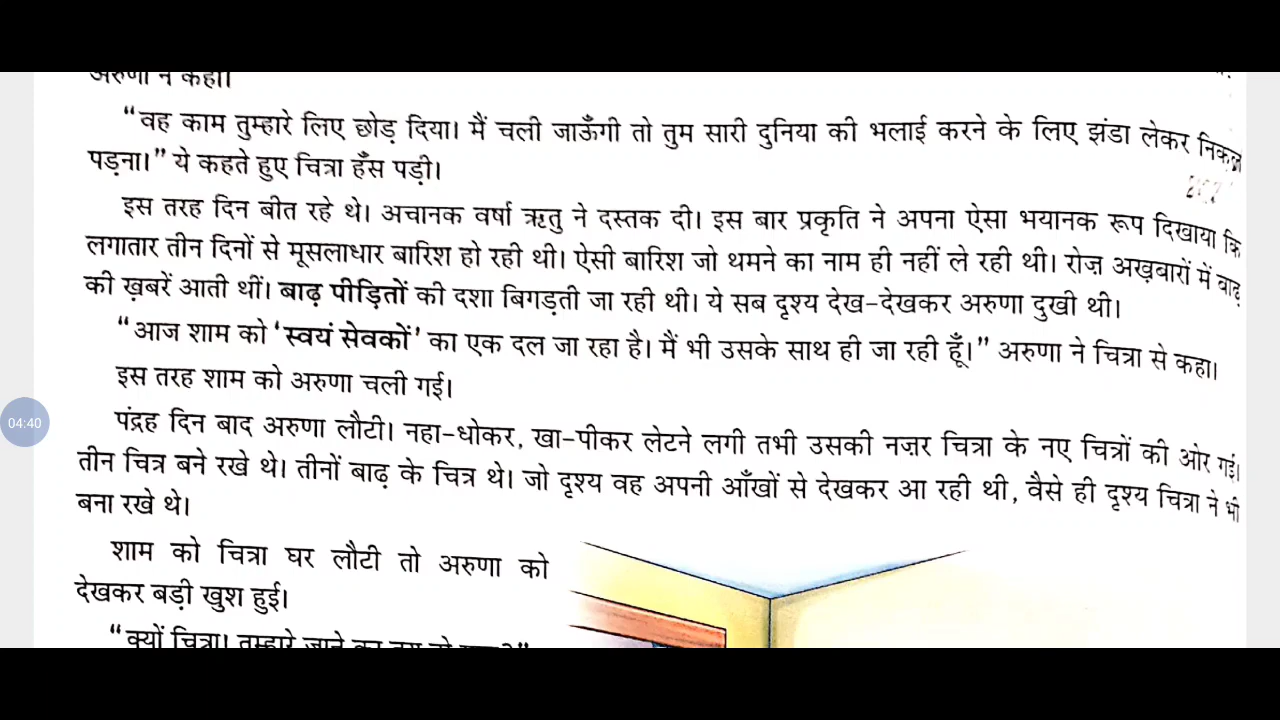 अरुणा ने कहा।
“वह काम तुम्हारे लिए छोड़ दिया। मैं चली जाऊँगी तो तुम सारी दुनिया की भलाई करने के लिए झंडा लेकर निकल
पड़ना।” ये कहते हुए चित्रा हँस पड़ी।
इस तरह दिन बीत रहे थे। अचानक वर्षा ऋतु ने दस्तक दी। इस बार प्रकृति ने अपना ऐसा भयानक रूप दिखाया कि
लगातार तीन दिनों से मूसलाधार बारिश हो रही थी। ऐसी बारिश जो थमने का नाम ही नहीं ले रही थी। रोज़ अख़बारों में बाढ़
की ख़बरें आती थीं। बाढ़ पीड़ितों की दशा बिगड़ती जा रही थी। ये सब दृश्य देख-देखकर अरुणा दुखी थी।
“आज शाम को ‘स्वयं सेवकों’ का एक दल जा रहा है। मैं भी उसके साथ ही जा रही हूँ।” अरुणा ने चित्रा से कहा।
इस तरह शाम को अरुणा चली गई।
पंद्रह दिन बाद अरुणा लौटी। नहा-धोकर, खा-पीकर लेटने लगी तभी उसकी नज़र चित्रा के नए चित्रों की ओर गई।
तीन चित्र बने रखे थे। तीनों बाढ़ के चित्र थे। जो दृश्य वह अपनी आँखों से देखकर आ रही थी, वैसे ही दृश्य चित्रा ने भी
बना रखे थे।
शाम को चित्रा घर लौटी तो अरुणा को
देखकर बड़ी खुश हुई।
“क्यों चित्रा। तुम्हारे जाने का
04:40